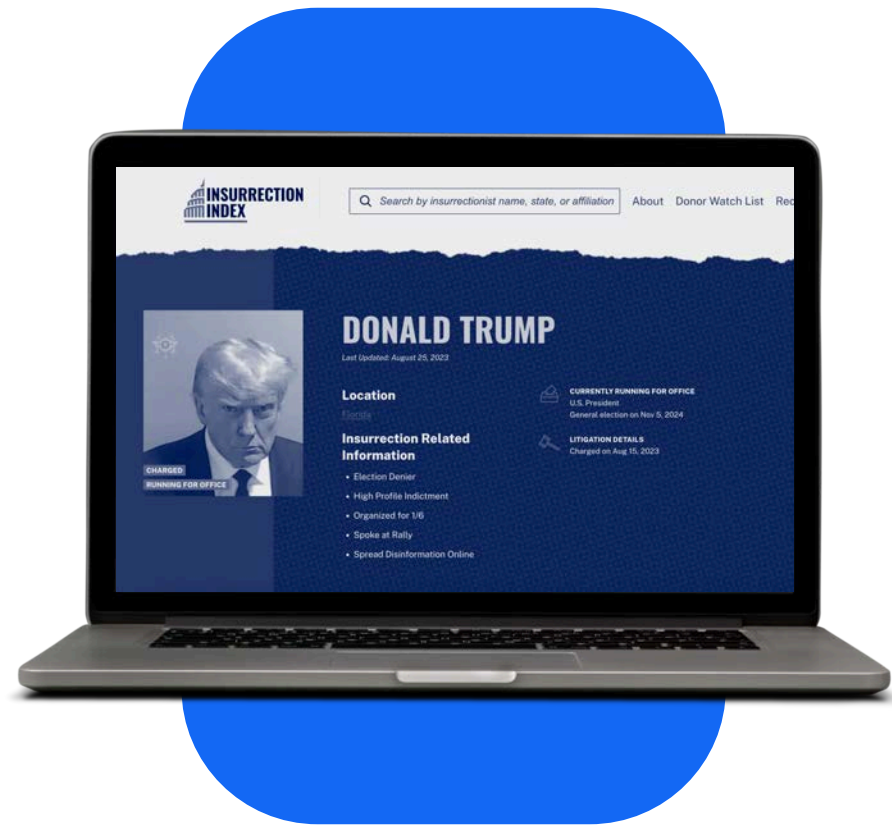 INSURRECTION
INDEX
Search by insurrectionist name, state, or affiliation
About
Donor Watch List
Rec
DONALD TRUMP
Last Updated: August 25, 2023
Location
Florida
Insurrection Related
Information
• Election Denier
• High Profile Indictment
• Organized for 1/6
• Spoke at Rally
• Spread Disinformation Online
CURRENTLY RUNNING FOR OFFICE
U.S. President
General election on Nov 5, 2024
LITIGATION DETAILS
Charged on Aug 15, 2023
CHARGED
RUNNING FOR OFFICE